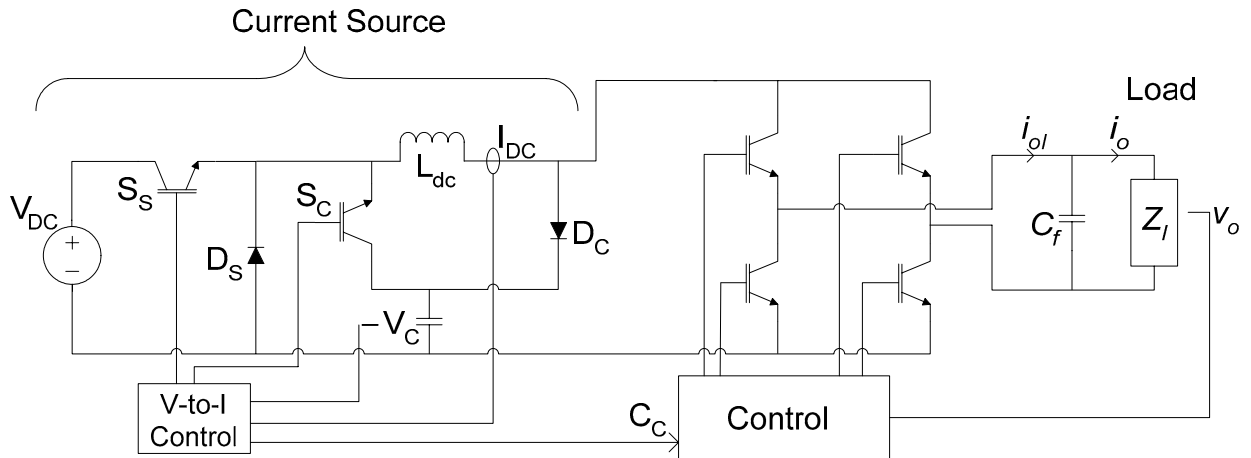 Current Source
Load
V_DC
+
−
S_S
D_S
S_C
L_dc
I_DC
D_C
−V_C
i_ol
i_o
C_f
Z_l
v_o
V-to-I
Control
C_C
Control